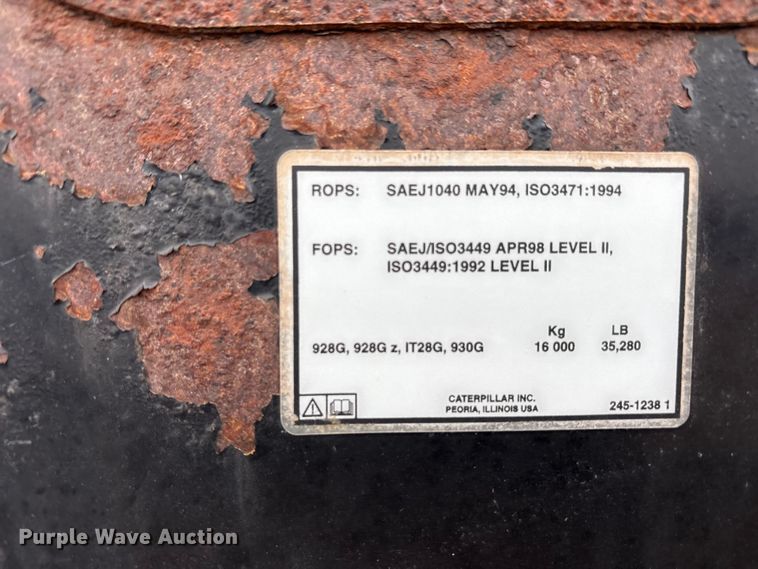 ROPS: SAEJ1040 MAY94, ISO3471:1994
FOPS: SAEJ/ISO3449 APR98 LEVEL II,
ISO3449:1992 LEVEL II
Kg LB
928G, 928G z, IT28G, 930G 16 000 35,280
CATERPILLAR INC.
PEORIA, ILLINOIS USA 245-1238 1
Purple Wave Auction